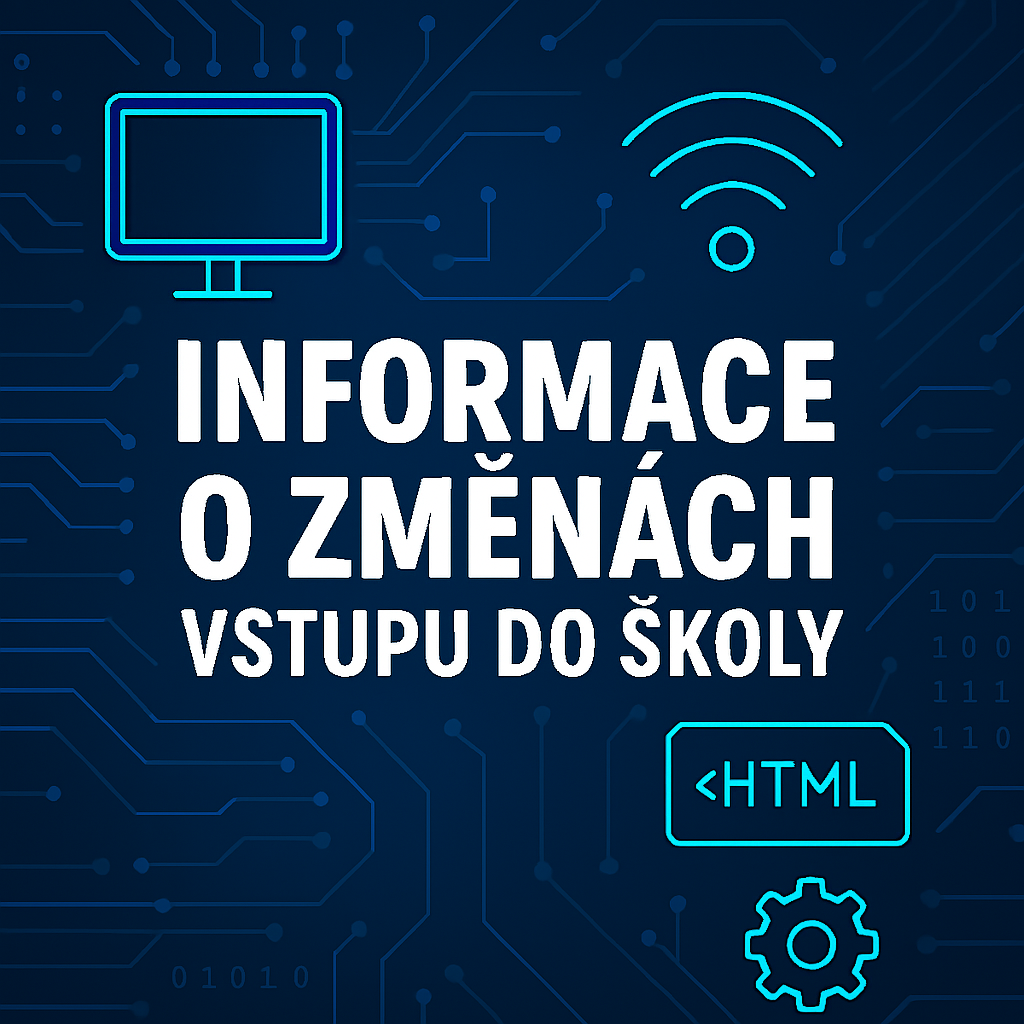 INFORMACE
O ZMĚNÁCH
VSTUPU DO ŠKOLY
101
100
111
110
<HTML
01010